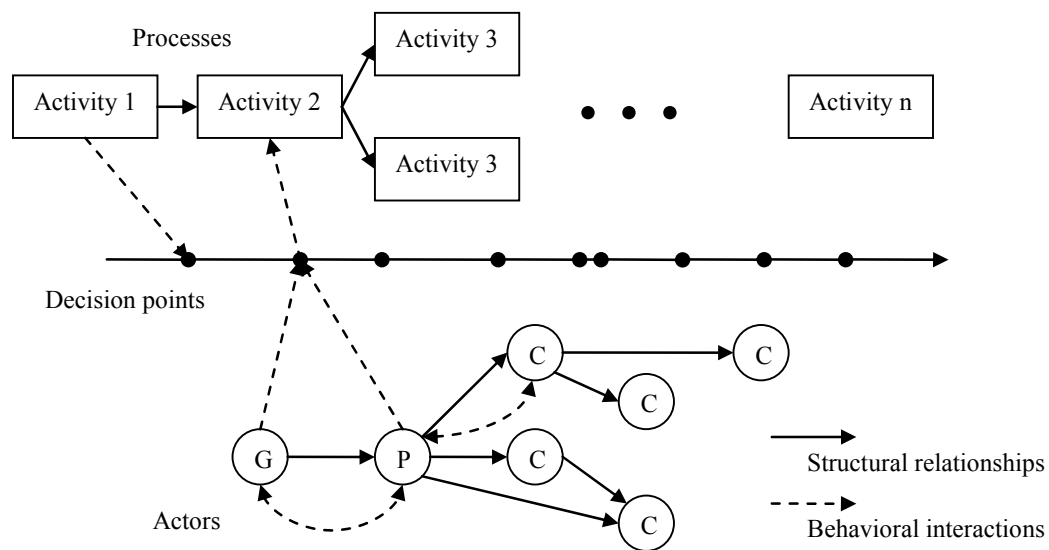 Processes
Activity 3
Activity 1
Activity 2
Activity n
Activity 3
Decision points
C
C
C
G
P
C
Structural relationships
C
Actors
Behavioral interactions